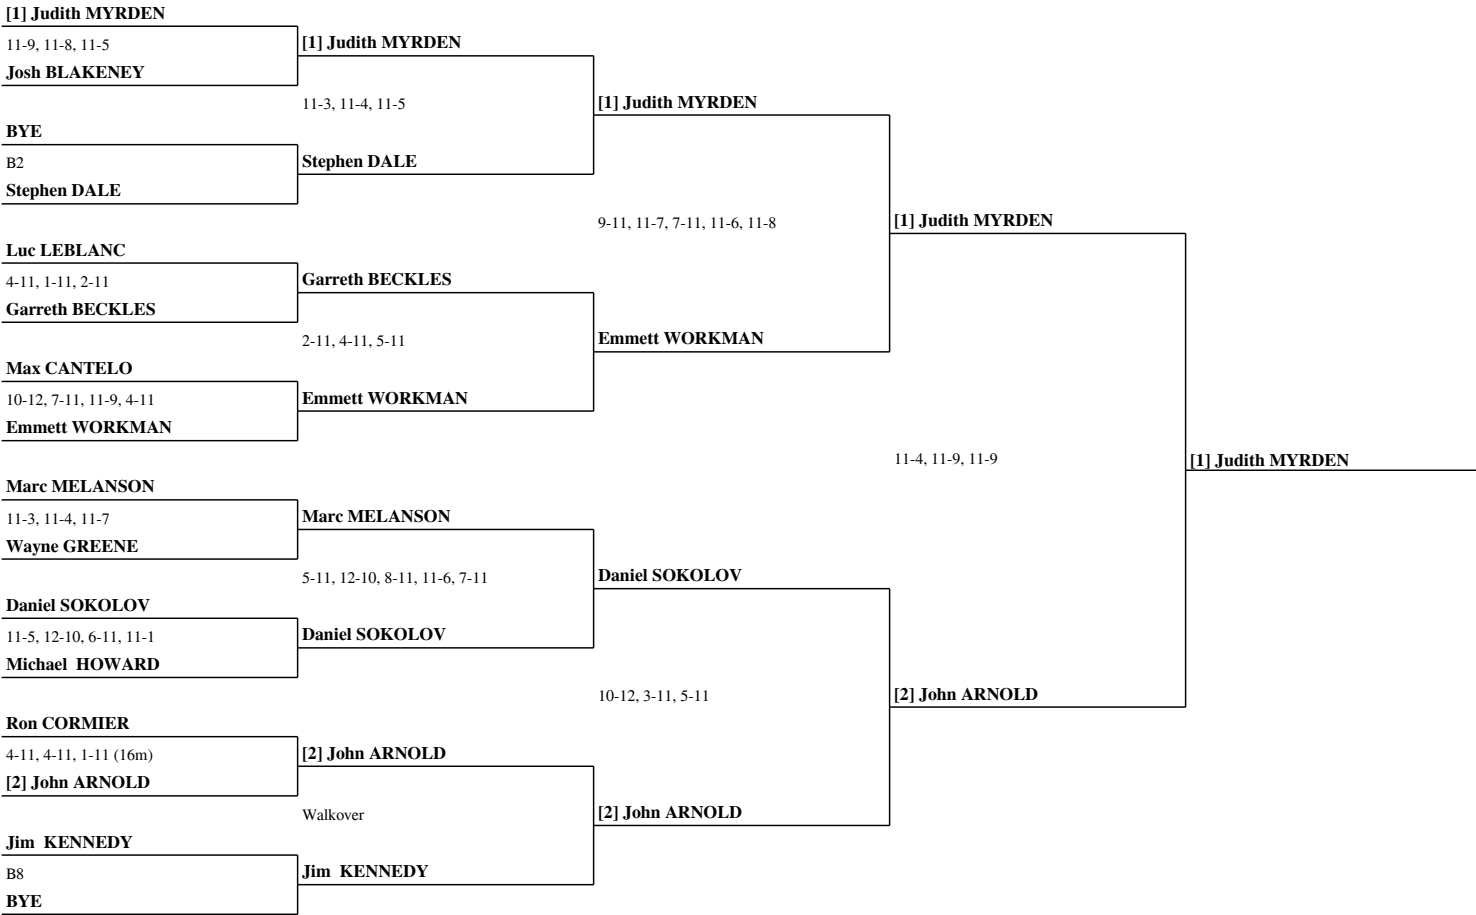 [1] Judith MYRDEN
11-9, 11-8, 11-5
Josh BLAKENEY
BYE
B2
Stephen DALE
Luc LEBLANC
4-11, 1-11, 2-11
Garreth BECKLES
Max CANTELO
10-12, 7-11, 11-9, 4-11
Emmett WORKMAN
Marc MELANSON
11-3, 11-4, 11-7
Wayne GREENE
Daniel SOKOLOV
11-5, 12-10, 6-11, 11-1
Michael  HOWARD
Ron CORMIER
4-11, 4-11, 1-11 (16m)
[2] John ARNOLD
Jim  KENNEDY
B8
BYE
[1] Judith MYRDEN
11-3, 11-4, 11-5
Stephen DALE
Garreth BECKLES
2-11, 4-11, 5-11
Emmett WORKMAN
Marc MELANSON
5-11, 12-10, 8-11, 11-6, 7-11
Daniel SOKOLOV
[2] John ARNOLD
Walkover
Jim  KENNEDY
[1] Judith MYRDEN
9-11, 11-7, 7-11, 11-6, 11-8
Emmett WORKMAN
Daniel SOKOLOV
10-12, 3-11, 5-11
[2] John ARNOLD
[1] Judith MYRDEN
11-4, 11-9, 11-9
[2] John ARNOLD
[1] Judith MYRDEN